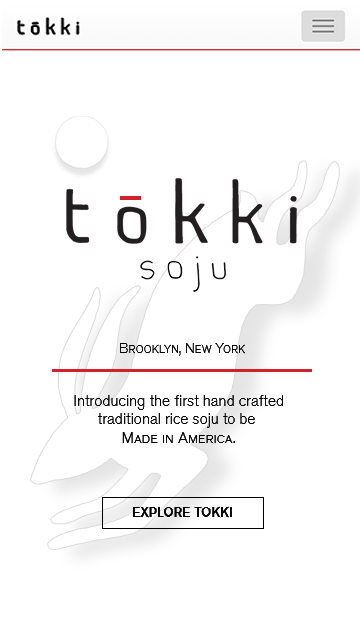 tōkki
tōkki
soju
Brooklyn, New York
Introducing the first hand crafted
traditional rice soju to be
Made in America.
EXPLORE TOKKI